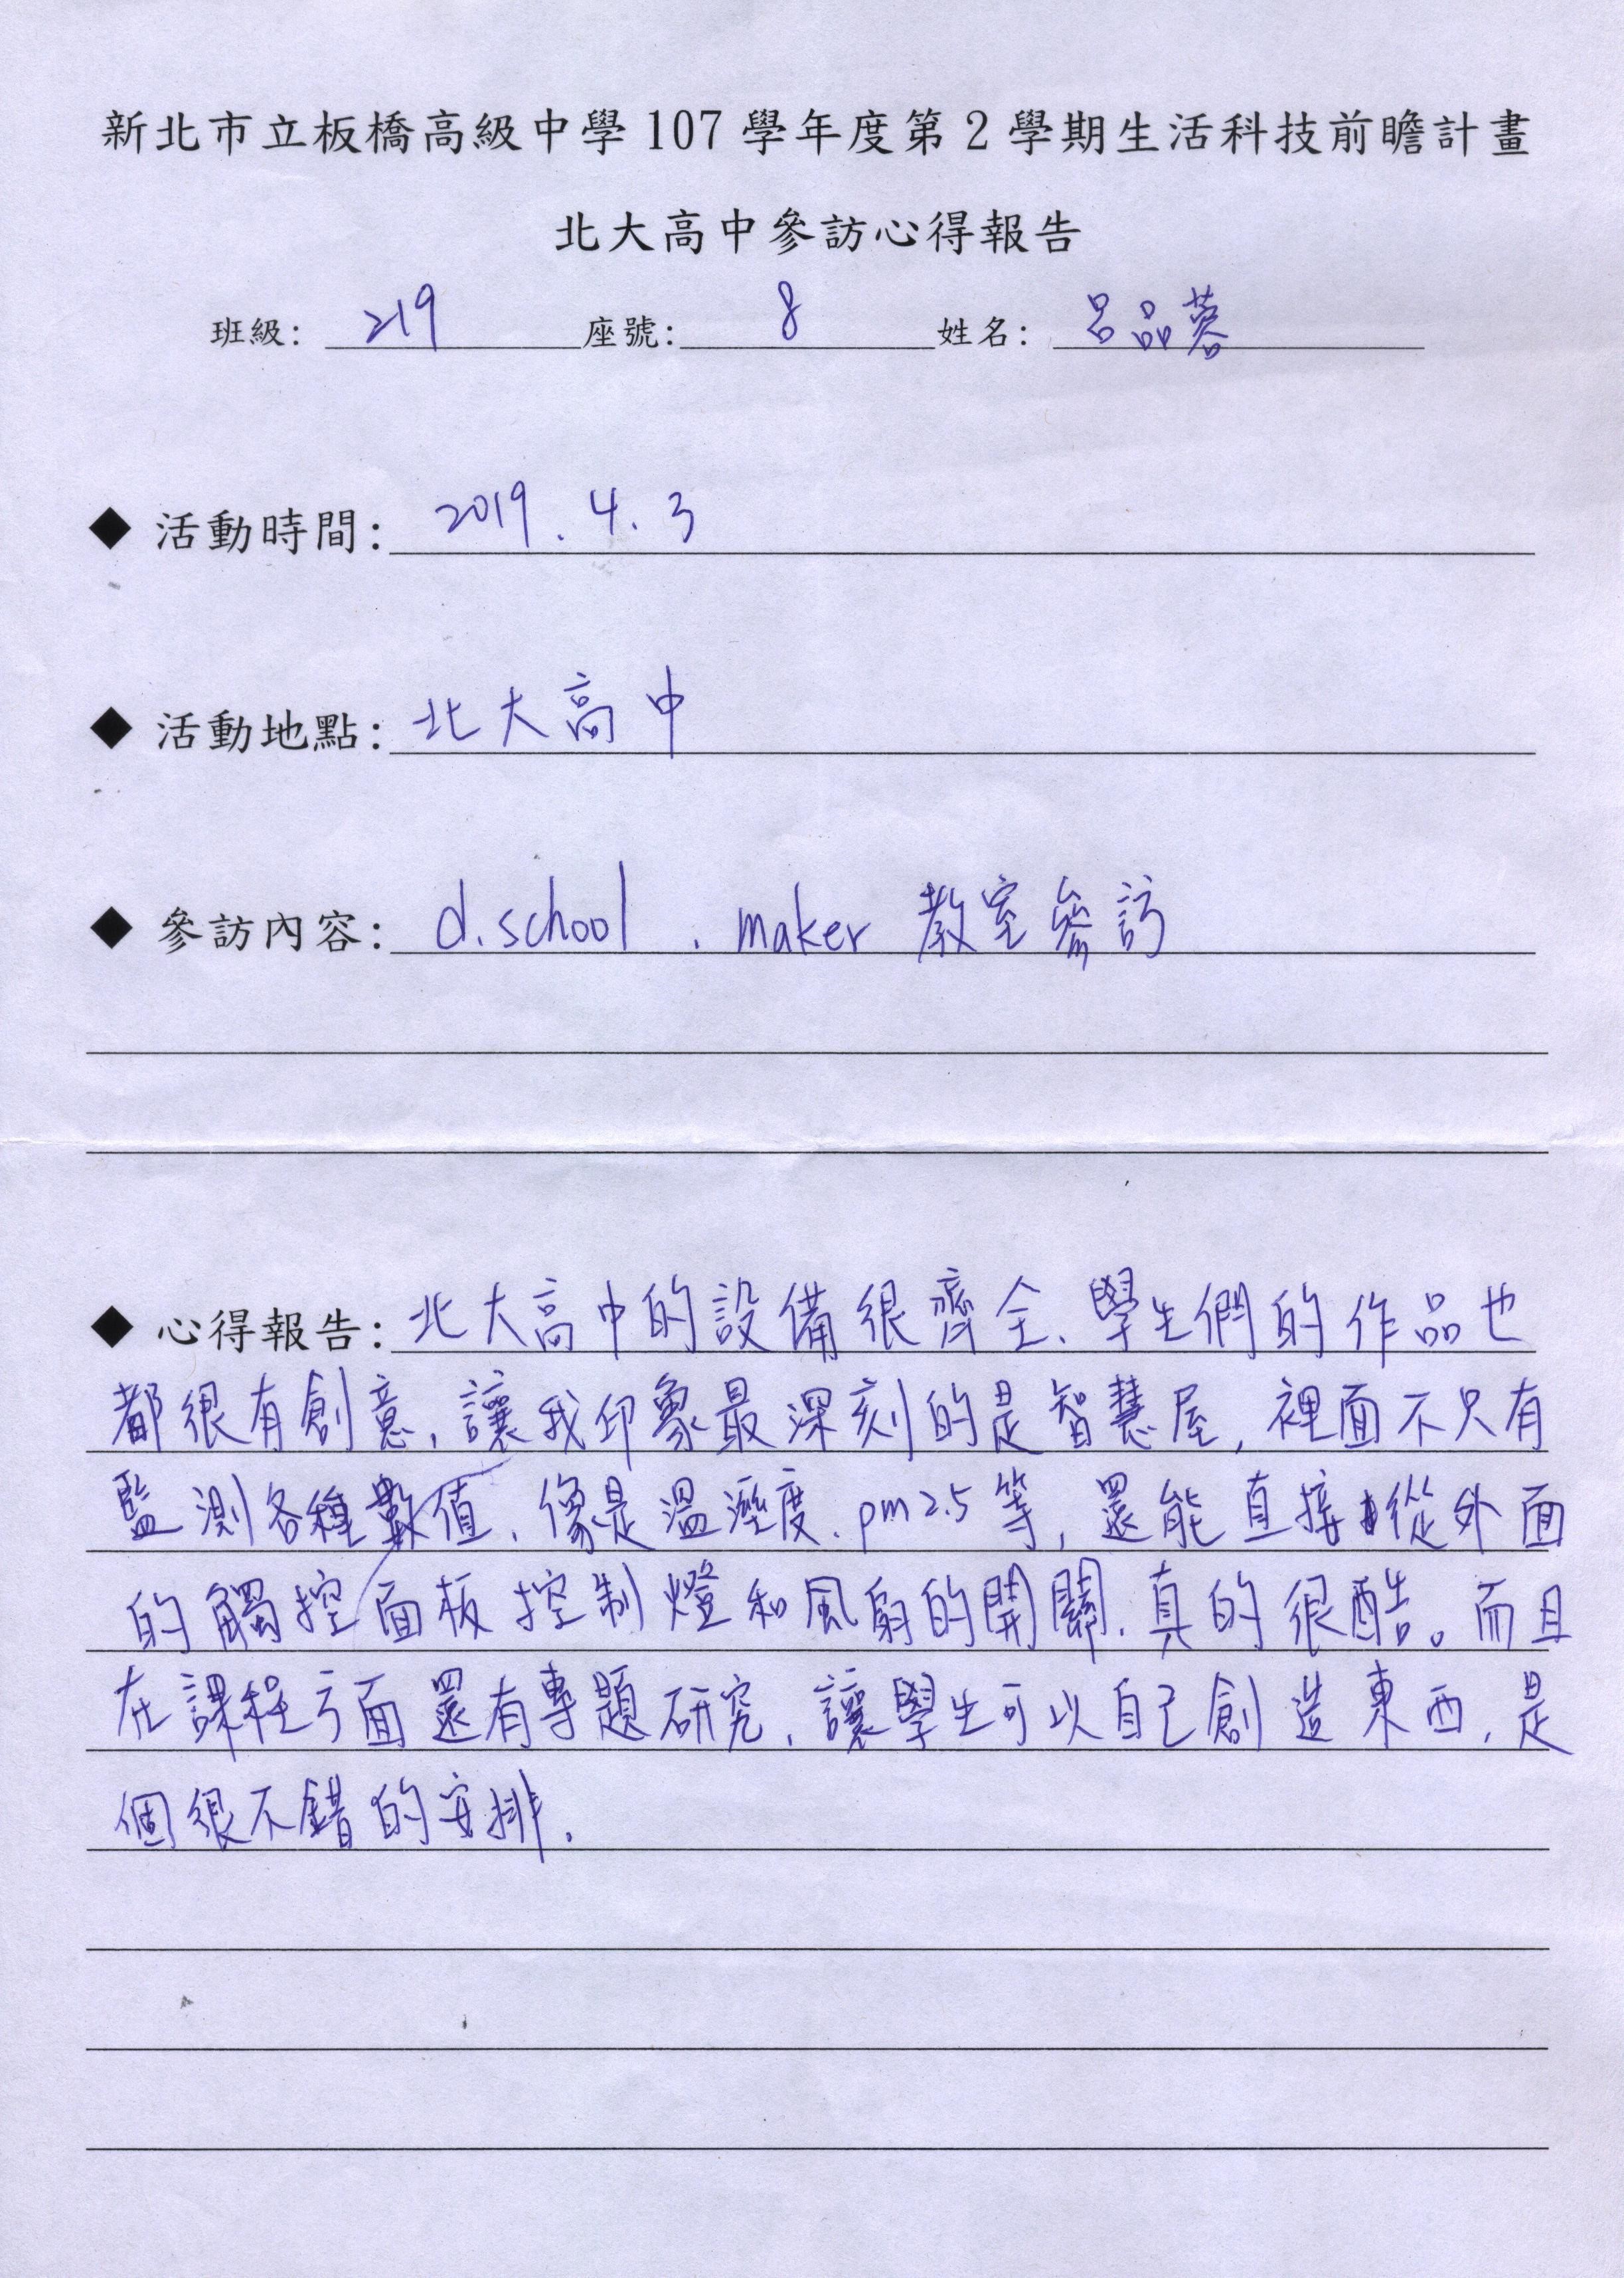 新北市立板橋高級中學 107 學年度第 2 學期生活科技前瞻計畫
北大高中參訪心得報告
班級: 219 座號: 8 姓名: 呂品蓉
◆ 活動時間: 2019.4.3
◆ 活動地點: 北大高中
◆ 參訪內容: d.school、maker 教室參訪
◆ 心得報告: 北大高中的設備很齊全、學生們的作品也
都很有創意,讓我印象最深刻的是智慧屋,裡面不只有
監測各種數值、像是溫溼度、pm2.5等,還能直接從外面
的觸控面板控制燈和風扇的開關,真的很酷。而且
在課程方面還有專題研究,讓學生可以自己創造東西,是
個很不錯的安排.